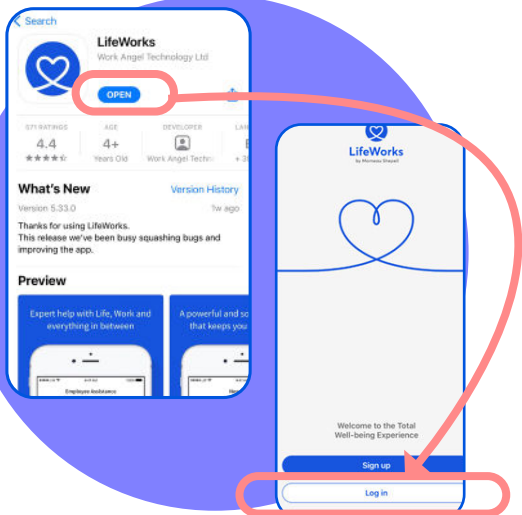 Search
LifeWorks
Work Angel Technology Ltd
OPEN
571 RATINGS
4.4
AGE
4+
Years Old
DEVELOPER
Work Angel Techn
What's New
Version History
Version 5.33.0
1w ago
Thanks for using LifeWorks.
This release we've been busy squashing bugs and
improving the app.
Preview
Expert help with Life, Work and
everything in between
A powerful and so
that keeps you
Employee Assistance
LifeWorks
by Morneau Shepell
Welcome to the Total
Well-being Experience
Sign up
Log in